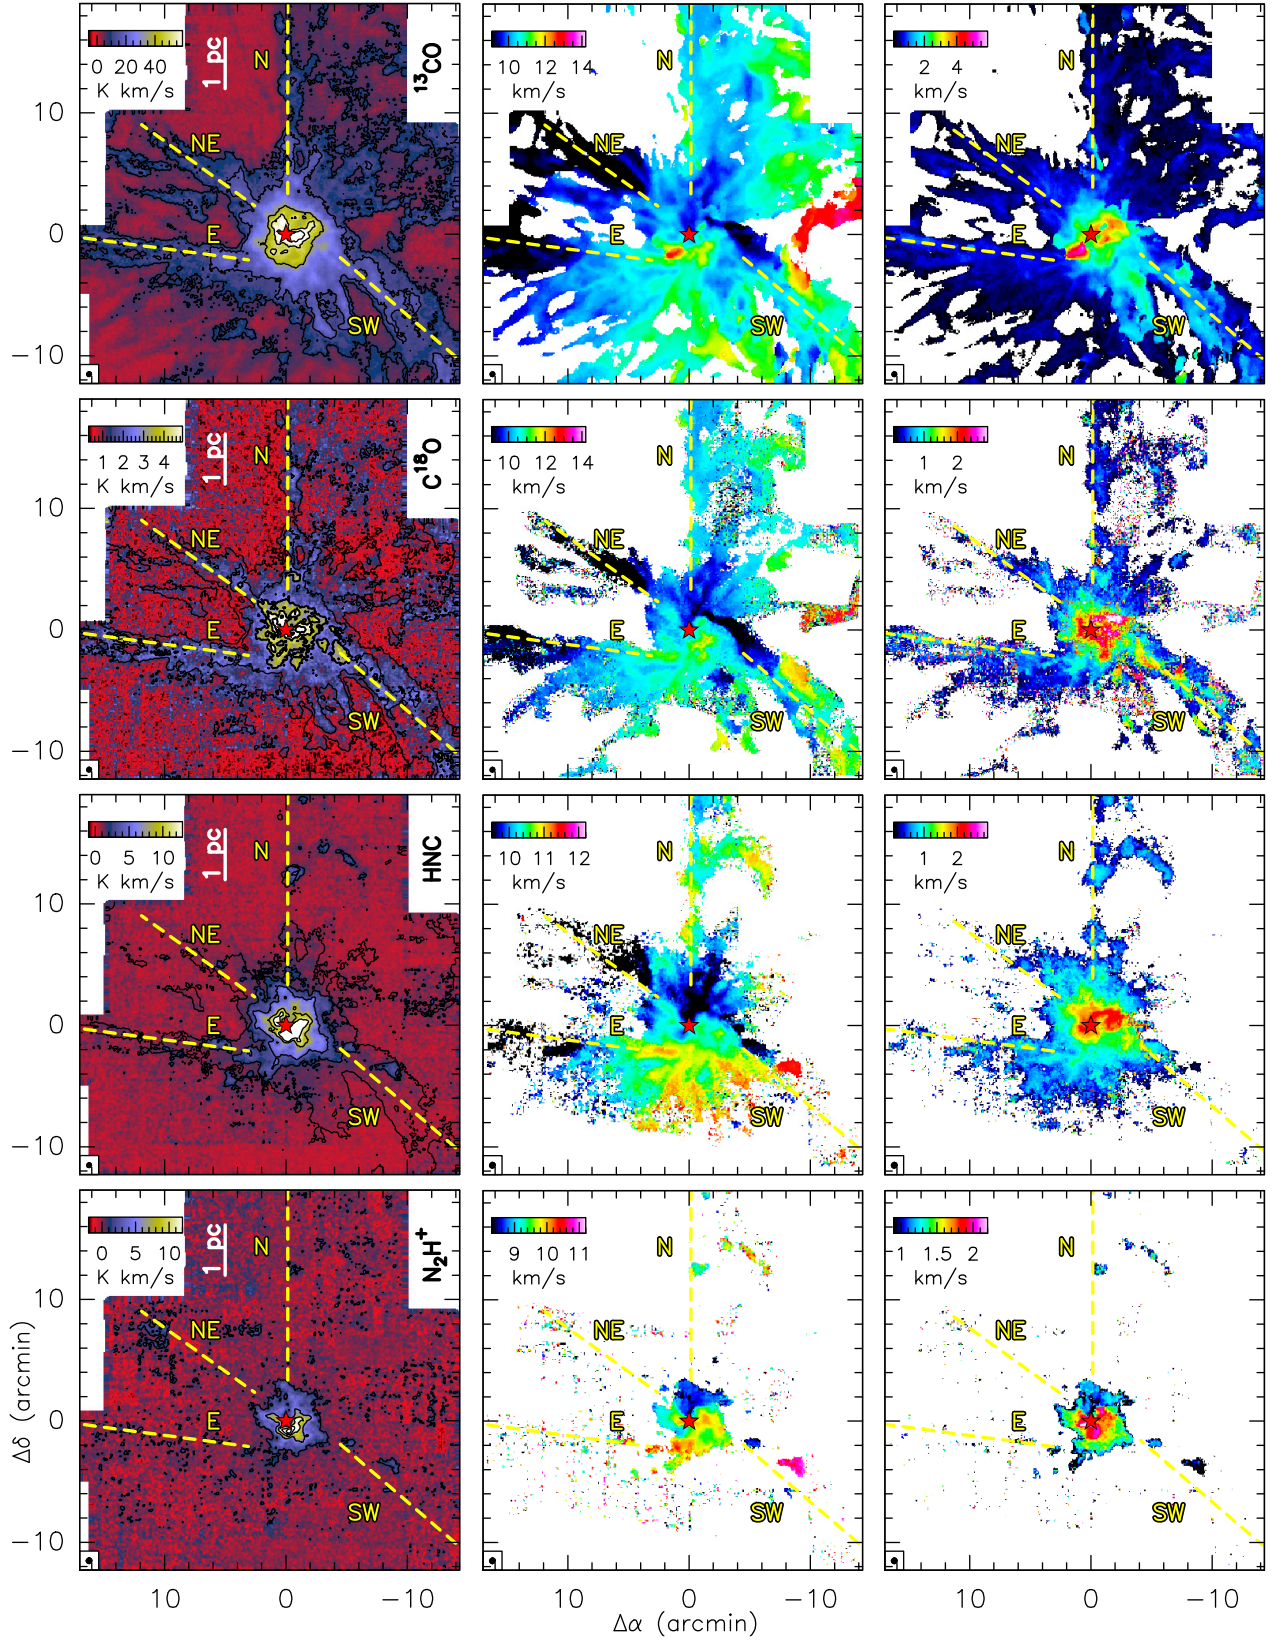 0 20 40
K km/s
1 pc
N
¹³CO
NE
E
SW
10
0
−10
10 12 14
km/s
N
NE
E
SW
2 4
km/s
N
NE
E
SW
1 2 3 4
K km/s
1 pc
N
C¹⁸O
NE
E
SW
10
0
−10
10 12 14
km/s
N
NE
E
SW
1 2
km/s
N
NE
E
SW
0 5 10
K km/s
1 pc
N
HNC
NE
E
SW
10
0
−10
10 11 12
km/s
N
NE
E
SW
1 2
km/s
N
NE
E
SW
0 5 10
K km/s
1 pc
N
N₂H⁺
NE
E
SW
10
0
−10
Δδ (arcmin)
9 10 11
km/s
N
NE
E
SW
1 1.5 2
km/s
N
NE
E
SW
10 0 −10
10 0 −10
10 0 −10
Δα (arcmin)